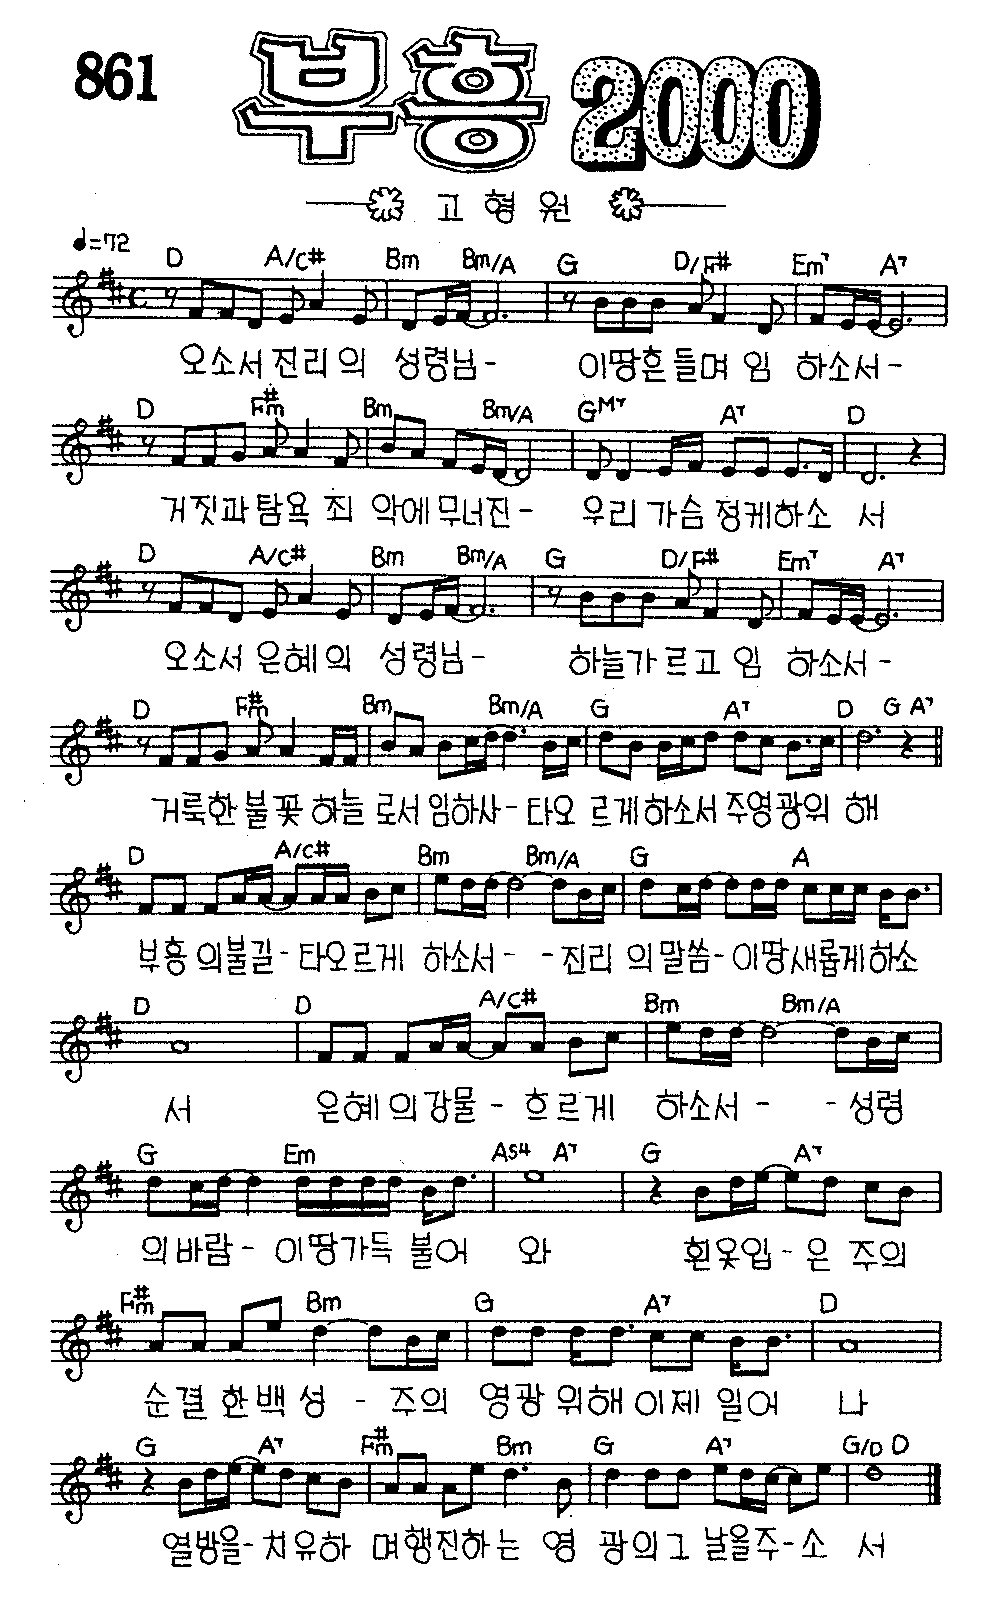 861
부흥 2000
고형원
♩=72
D A/C# Bm Bm/A G D/F# Em7 A7
오소서 진리의 성령님- 이땅흔들며 임 하소서-
D F#m Bm Bm/A GM7 A7 D
거짓과탐욕 죄 악에무너진- 우리 가슴 정케하소 서
D A/C# Bm Bm/A G D/F# Em7 A7
오소서 은혜의 성령님- 하늘가르고 임 하소서-
D F#m Bm Bm/A G A7 D G A7
거룩한 불꽃 하늘 로서 임하사- 타오 르게하소서 주영광위 해
D A/C# Bm Bm/A G A
부흥 의불길- 타오르게 하소서- -진리 의말씀-이땅새롭게하소
D D A/C# Bm Bm/A
서 은혜의강물- 흐르게 하소서- -성령
G Em AS4 A7 G A7
의바람- 이땅가득 불어 와 흰옷입-은 주의
F#m Bm G A7 D
순결 한백 성 - 주의 영광 위해 이제 일어 나
G A7 F#m Bm G A7 G/D D
열방을-치유하 며행진하는 영 광의그 날을주-소 서